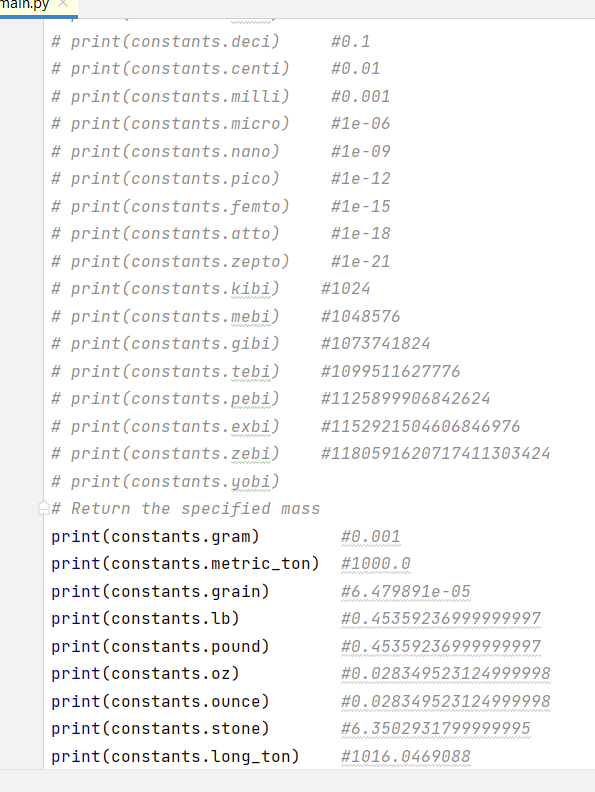 main.py
# print(constants.deci)     #0.1
# print(constants.centi)    #0.01
# print(constants.milli)    #0.001
# print(constants.micro)    #1e-06
# print(constants.nano)     #1e-09
# print(constants.pico)     #1e-12
# print(constants.femto)    #1e-15
# print(constants.atto)     #1e-18
# print(constants.zepto)    #1e-21
# print(constants.kibi)    #1024
# print(constants.mebi)    #1048576
# print(constants.gibi)    #1073741824
# print(constants.tebi)    #1099511627776
# print(constants.pebi)    #1125899906842624
# print(constants.exbi)    #1152921504606846976
# print(constants.zebi)    #1180591620717411303424
# print(constants.yobi)
# Return the specified mass
print(constants.gram)        #0.001
print(constants.metric_ton)  #1000.0
print(constants.grain)       #6.479891e-05
print(constants.lb)          #0.45359236999999997
print(constants.pound)       #0.45359236999999997
print(constants.oz)          #0.028349523124999998
print(constants.ounce)       #0.028349523124999998
print(constants.stone)       #6.3502931799999995
print(constants.long_ton)    #1016.0469088